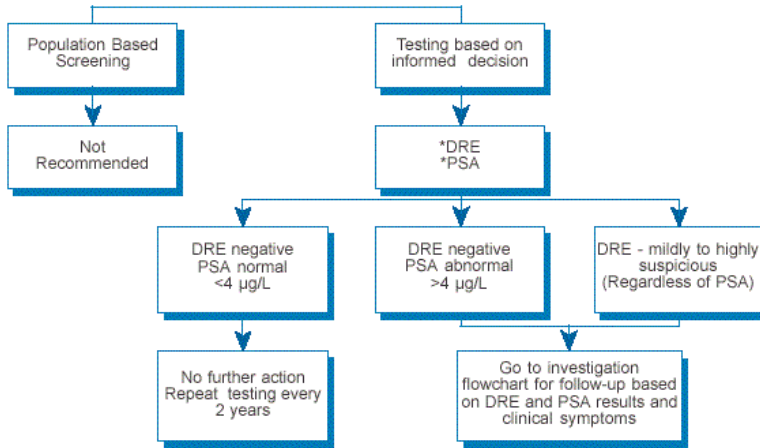 Population Based
Screening
Testing based on
informed decision
Not
Recommended
*DRE
*PSA
DRE negative
PSA normal
<4 µg/L
DRE negative
PSA abnormal
>4 µg/L
DRE - mildly to highly
suspicious
(Regardless of PSA)
No further action
Repeat testing every
2 years
Go to investigation
flowchart for follow-up based
on DRE and PSA results and
clinical symptoms